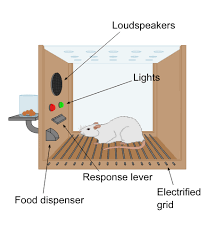 Loudspeakers
Lights
Response lever
Food dispenser
Electrified
grid